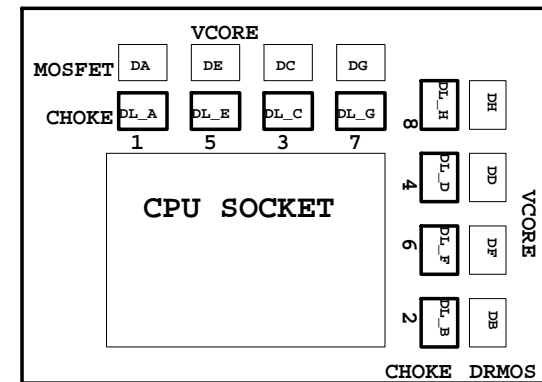 VCORE
MOSFET DA DE DC DG
CHOKE DL_A DL_E DL_C DL_G
1 5 3 7
CPU SOCKET
8 DL_H DH
4 DL_D DD
6 DL_F DF
2 DL_B DB
VCORE
CHOKE DRMOS